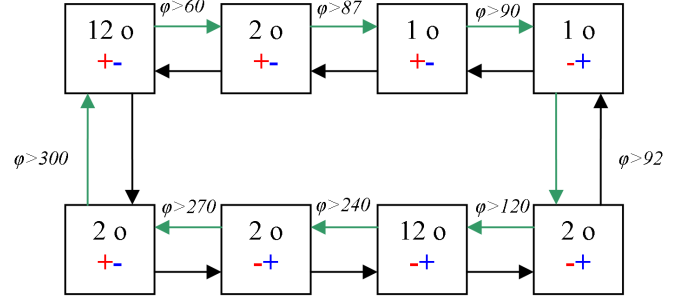 φ>60 φ>87 φ>90
12 o 2 o 1 o 1 o
+- +- +- -+
φ>300 φ>92
φ>270 φ>240 φ>120
2 o 2 o 12 o 2 o
+- -+ -+ -+